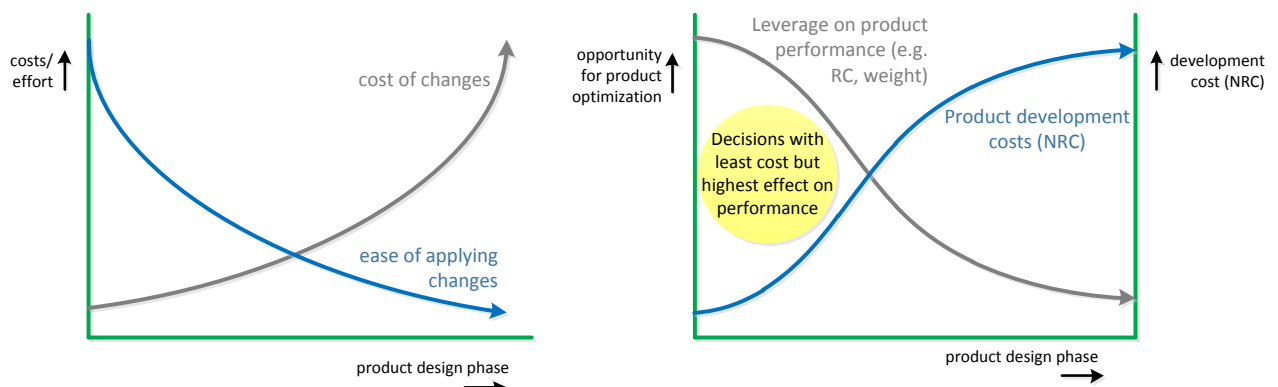 costs/
effort
cost of changes
ease of applying
changes
product design phase
opportunity
for product
optimization
Leverage on product
performance (e.g.
RC, weight)
development
cost (NRC)
Product development
costs (NRC)
Decisions with
least cost but
highest effect on
performance
product design phase